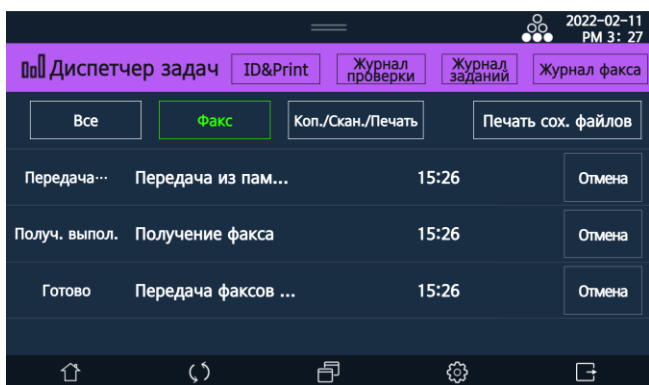 2022-02-11
PM 3: 27
Диспетчер задач
ID&Print
Журнал
проверки
Журнал
заданий
Журнал факса
Все
Факс
Коп./Скан./Печать
Печать сох. файлов
Передача… Передача из пам... 15:26 Отмена
Получ. выпол. Получение факса 15:26 Отмена
Готово Передача факсов ... 15:26 Отмена